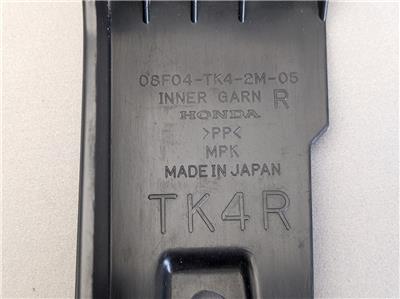 08F04-TK4-2M-05
INNER GARN R
HONDA
>PP<
MPK
MADE IN JAPAN
TK4R